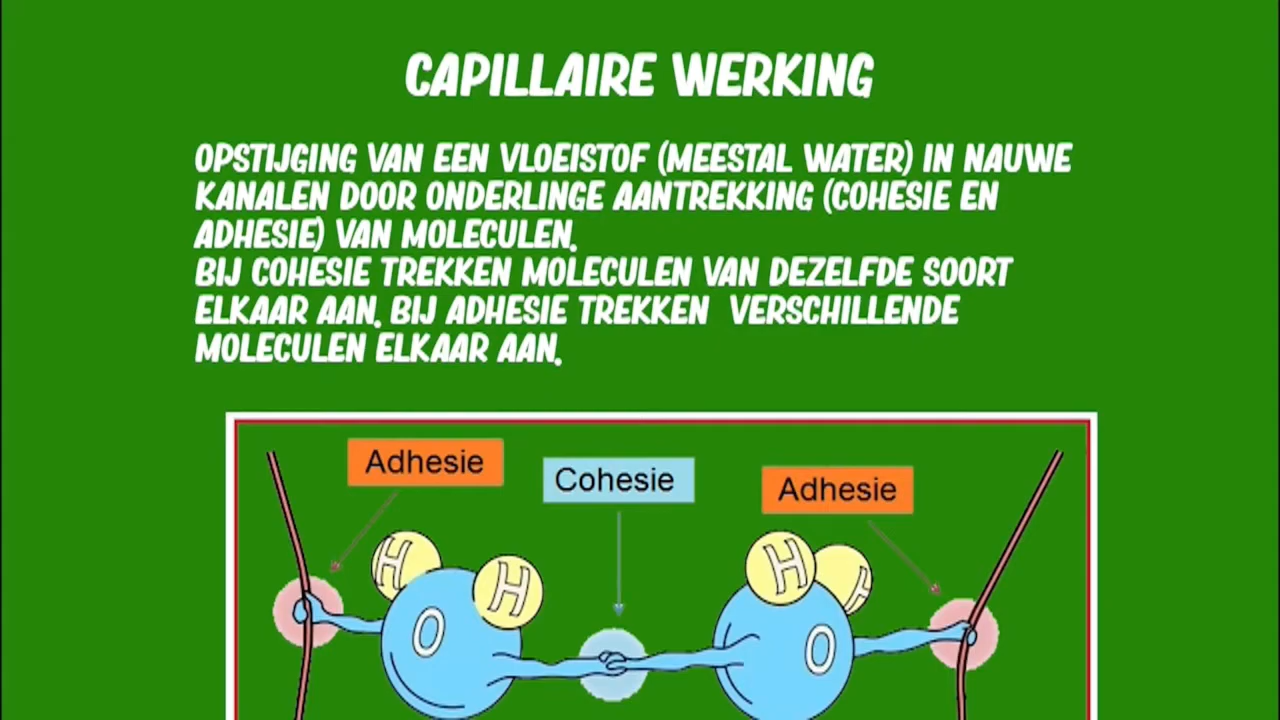 CAPILLAIRE WERKING
OPSTIJGING VAN EEN VLOEISTOF (MEESTAL WATER) IN NAUWE
KANALEN DOOR ONDERLINGE AANTREKKING (COHESIE EN
ADHESIE) VAN MOLECULEN.
BIJ COHESIE TREKKEN MOLECULEN VAN DEZELFDE SOORT
ELKAAR AAN. BIJ ADHESIE TREKKEN VERSCHILLENDE
MOLECULEN ELKAAR AAN.
Adhesie
Cohesie
Adhesie
H
H
O
H
H
O